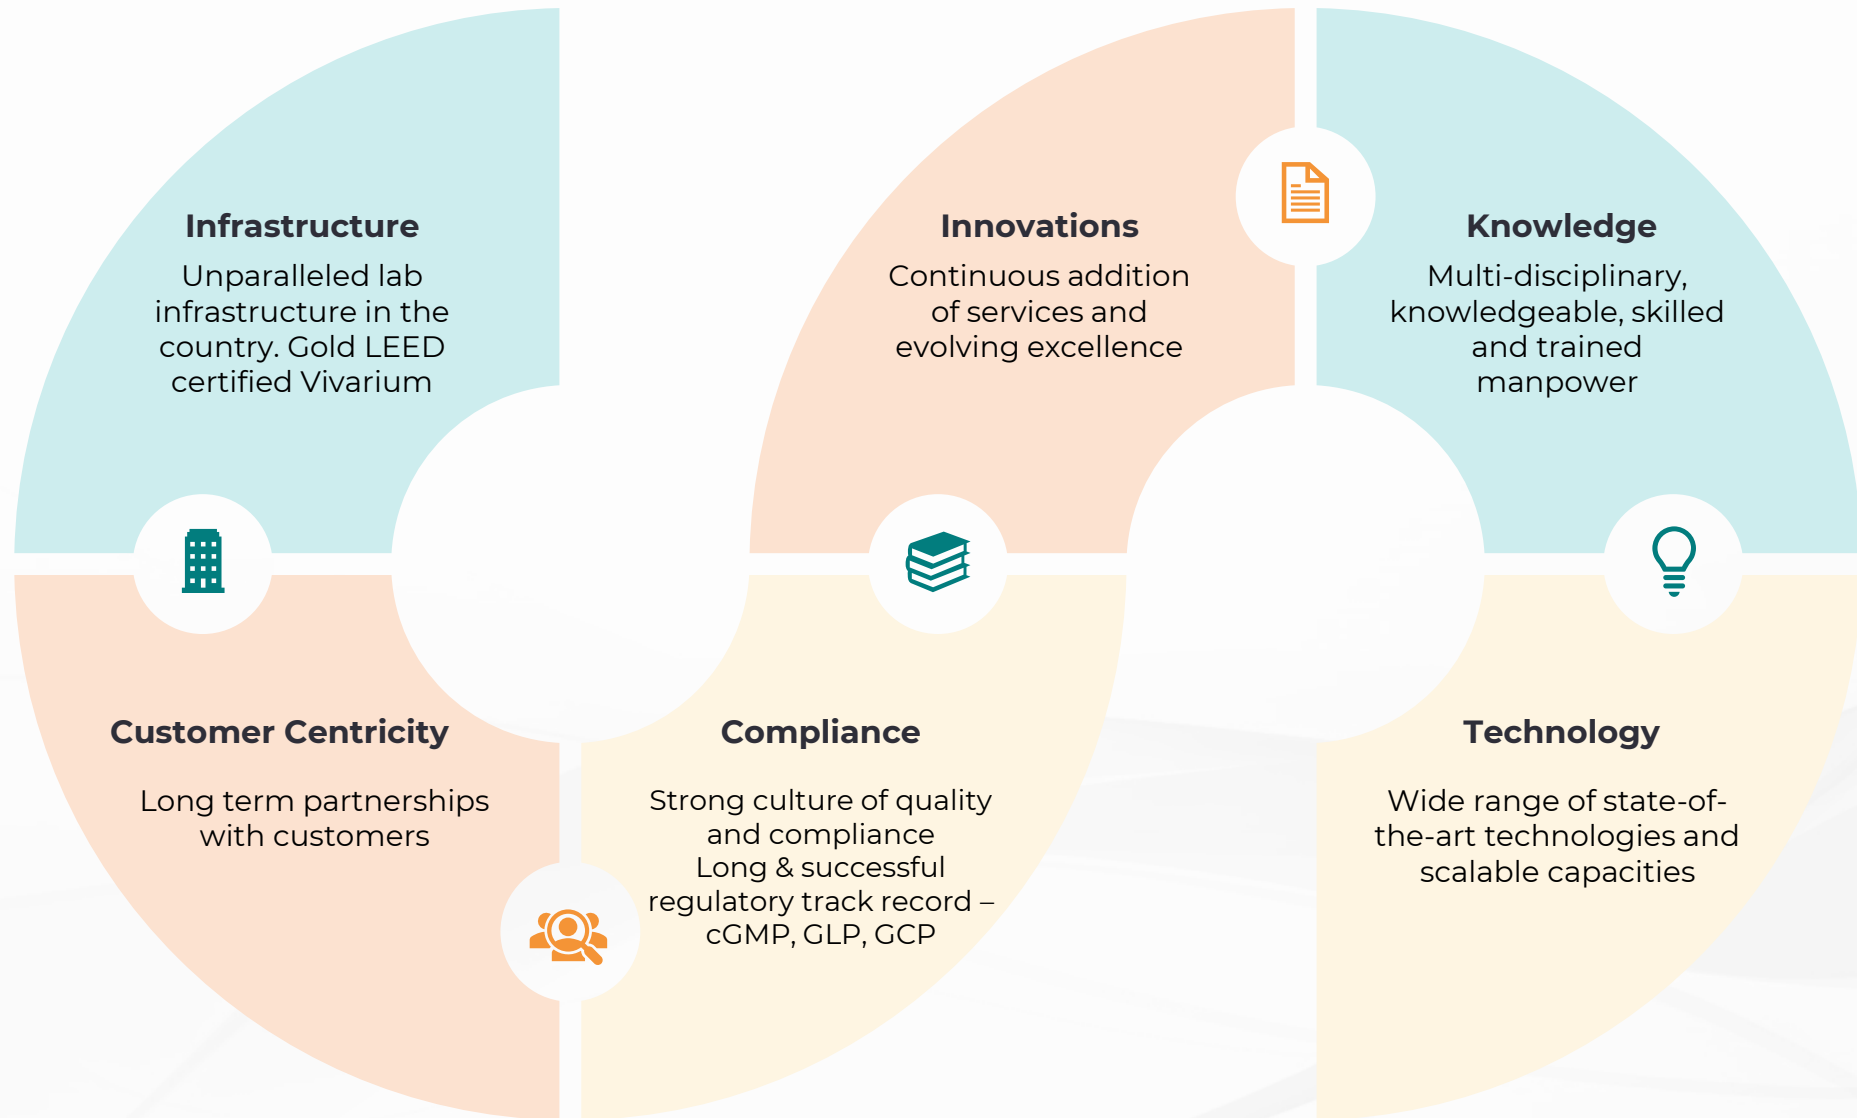 Infrastructure
Unparalleled lab
infrastructure in the
country. Gold LEED
certified Vivarium
Customer Centricity
Long term partnerships
with customers
Compliance
Strong culture of quality
and compliance
Long & successful
regulatory track record –
cGMP, GLP, GCP
Innovations
Continuous addition
of services and
evolving excellence
Knowledge
Multi-disciplinary,
knowledgeable, skilled
and trained
manpower
Technology
Wide range of state-of-
the-art technologies and
scalable capacities